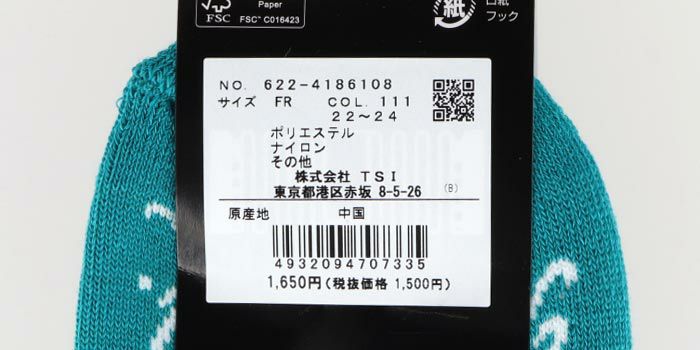 Paper
FSC
FSC™ C016423
紙
台紙
フック
NO. 622-4186108
サイズ FR COL. 111
22～24
ポリエステル
ナイロン
その他
株式会社 TSI
東京都港区赤坂 8-5-26 (B)
原産地 中国
4932094707335
1,650円(税抜価格 1,500円)